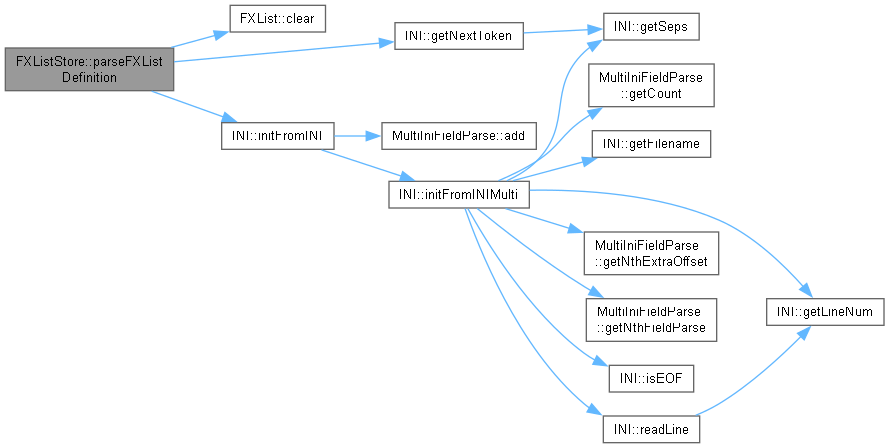 FXListStore::parseFXList
Definition
FXList::clear
INI::getNextToken
INI::getSeps
INI::initFromINI
MultiIniFieldParse::add
INI::initFromINIMulti
MultiIniFieldParse
::getCount
INI::getFilename
MultiIniFieldParse
::getNthExtraOffset
MultiIniFieldParse
::getNthFieldParse
INI::getLineNum
INI::isEOF
INI::readLine